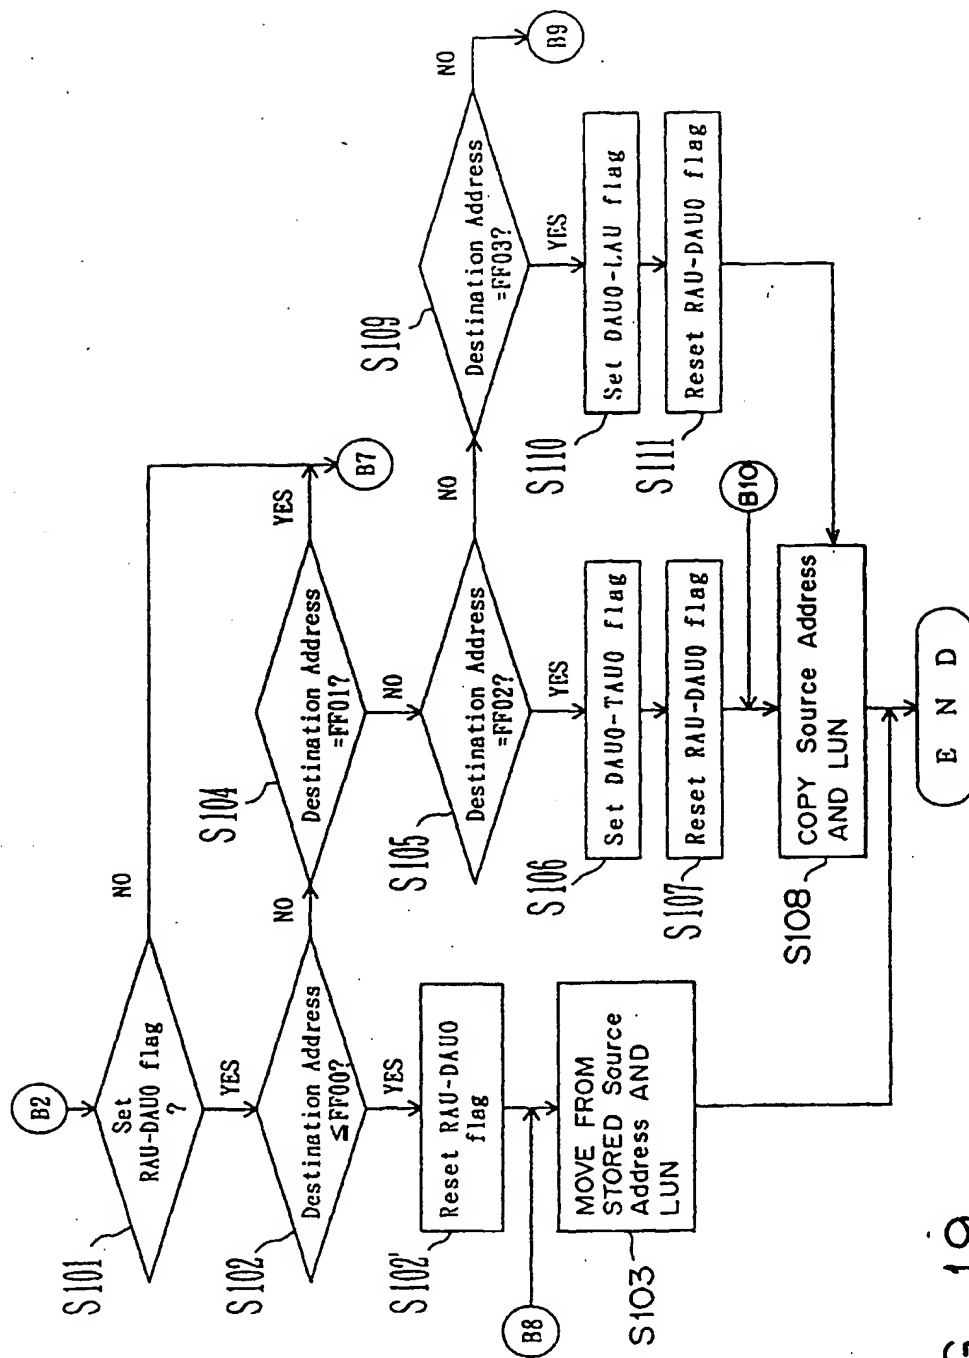 B2
S101
Set
RAU-DAU0 flag
?
NO
YES
S102
Destination Address
≦FF00?
NO
YES
S102'
Reset RAU-DAU0
flag
B8
S103
MOVE FROM
STORED Source
Address AND
LUN
S104
Destination Address
=FF01?
YES
B7
NO
S105
Destination Address
=FF02?
NO
YES
S106
Set DAU0-TAU0 flag
S107
Reset RAU-DAU0 flag
B10
S108
COPY Source Address
AND LUN
END
S109
Destination Address
=FF03?
NO
B9
YES
S110
Set DAU0-LAU flag
S111
Reset RAU-DAU0 flag
G. 19